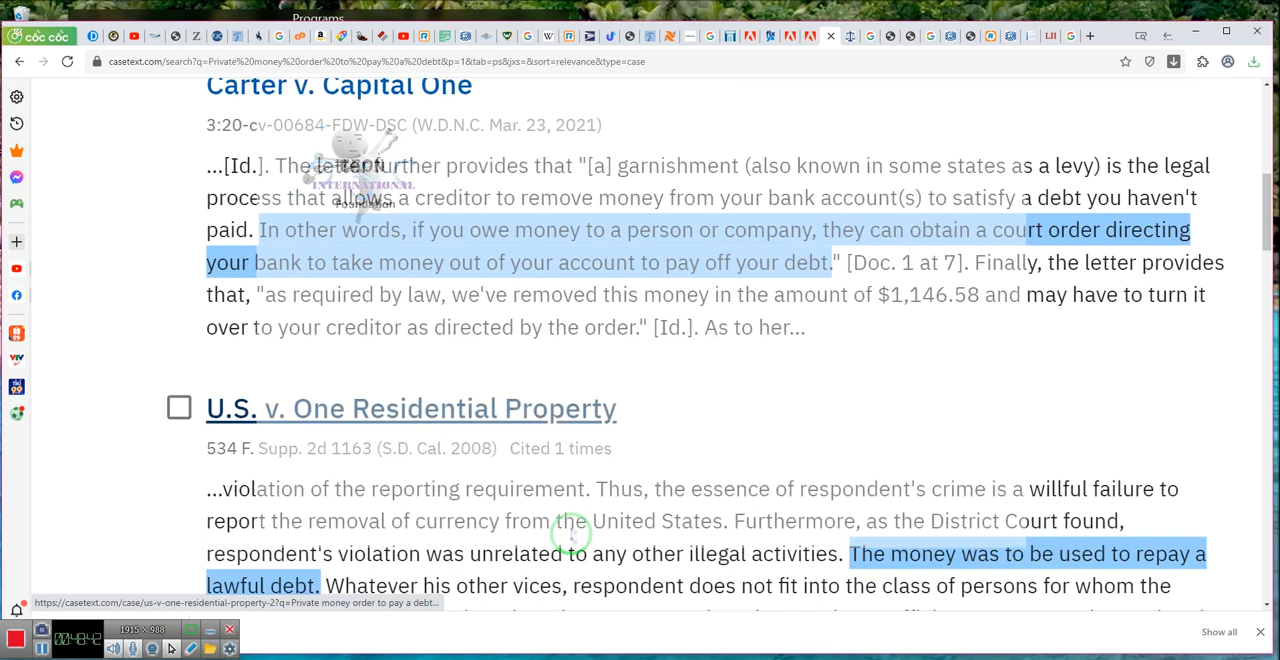 Programs
cốc cốc
casetext.com/search?q=Private%20money%20order%20to%20pay%20a%20debt&p=1&tab=ps&jxs=&sort=relevance&type=case
Carter v. Capital One
3:20-cv-00684-FDW-DSC (W.D.N.C. Mar. 23, 2021)
...[Id.]. The letter further provides that "[a] garnishment (also known in some states as a levy) is the legal
process that allows a creditor to remove money from your bank account(s) to satisfy a debt you haven't
paid. In other words, if you owe money to a person or company, they can obtain a court order directing
your bank to take money out of your account to pay off your debt." [Doc. 1 at 7]. Finally, the letter provides
that, "as required by law, we've removed this money in the amount of $1,146.58 and may have to turn it
over to your creditor as directed by the order." [Id.]. As to her...
INTERNATIONAL
Foundation
U.S. v. One Residential Property
534 F. Supp. 2d 1163 (S.D. Cal. 2008) Cited 1 times
...violation of the reporting requirement. Thus, the essence of respondent's crime is a willful failure to
report the removal of currency from the United States. Furthermore, as the District Court found,
respondent's violation was unrelated to any other illegal activities. The money was to be used to repay a
lawful debt. Whatever his other vices, respondent does not fit into the class of persons for whom the
https://casetext.com/case/us-v-one-residential-property-2?q=Private money order to pay a debt...
1915 x 988
00:48:42
Show all